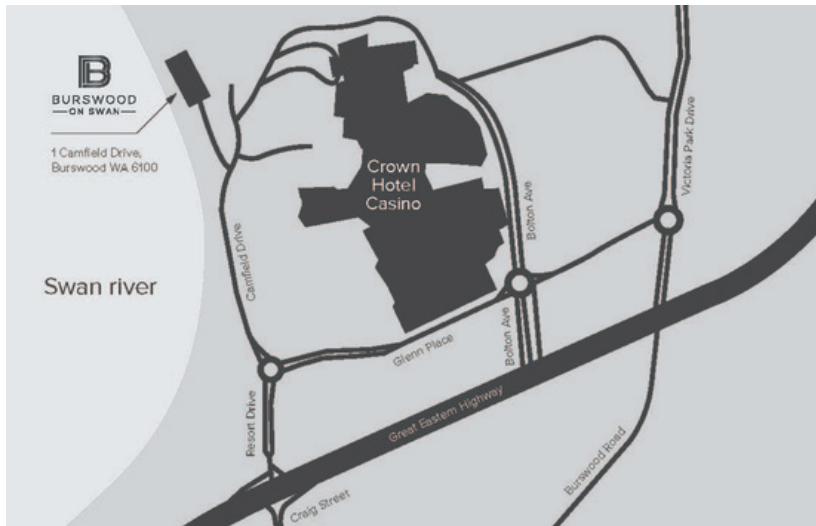 B
BURSWOOD
ON SWAN
1 Camfield Drive,
Burswood WA 6100
Swan river
Crown
Hotel
Casino
Camfield Drive
Bolton Ave
Victoria Park Drive
Glenn Place
Bolton Ave
Resort Drive
Great Eastern Highway
Burswood Road
Craig Street